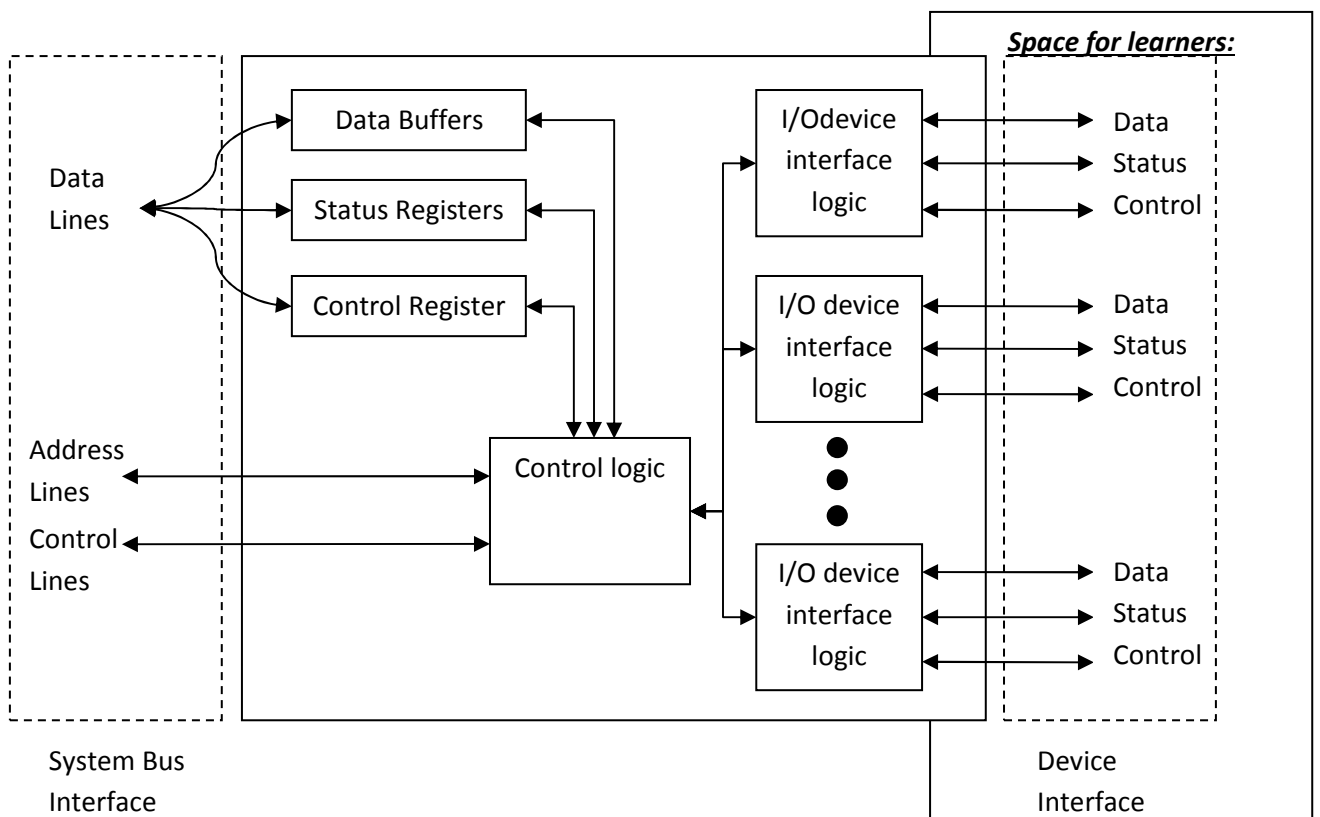 Space for learners:
Data
Lines
Address
Lines
Control
Lines
Data Buffers
Status Registers
Control Register
Control logic
I/Odevice
interface
logic
I/O device
interface
logic
I/O device
interface
logic
Data
Status
Control
Data
Status
Control
Data
Status
Control
System Bus
Interface
Device
Interface